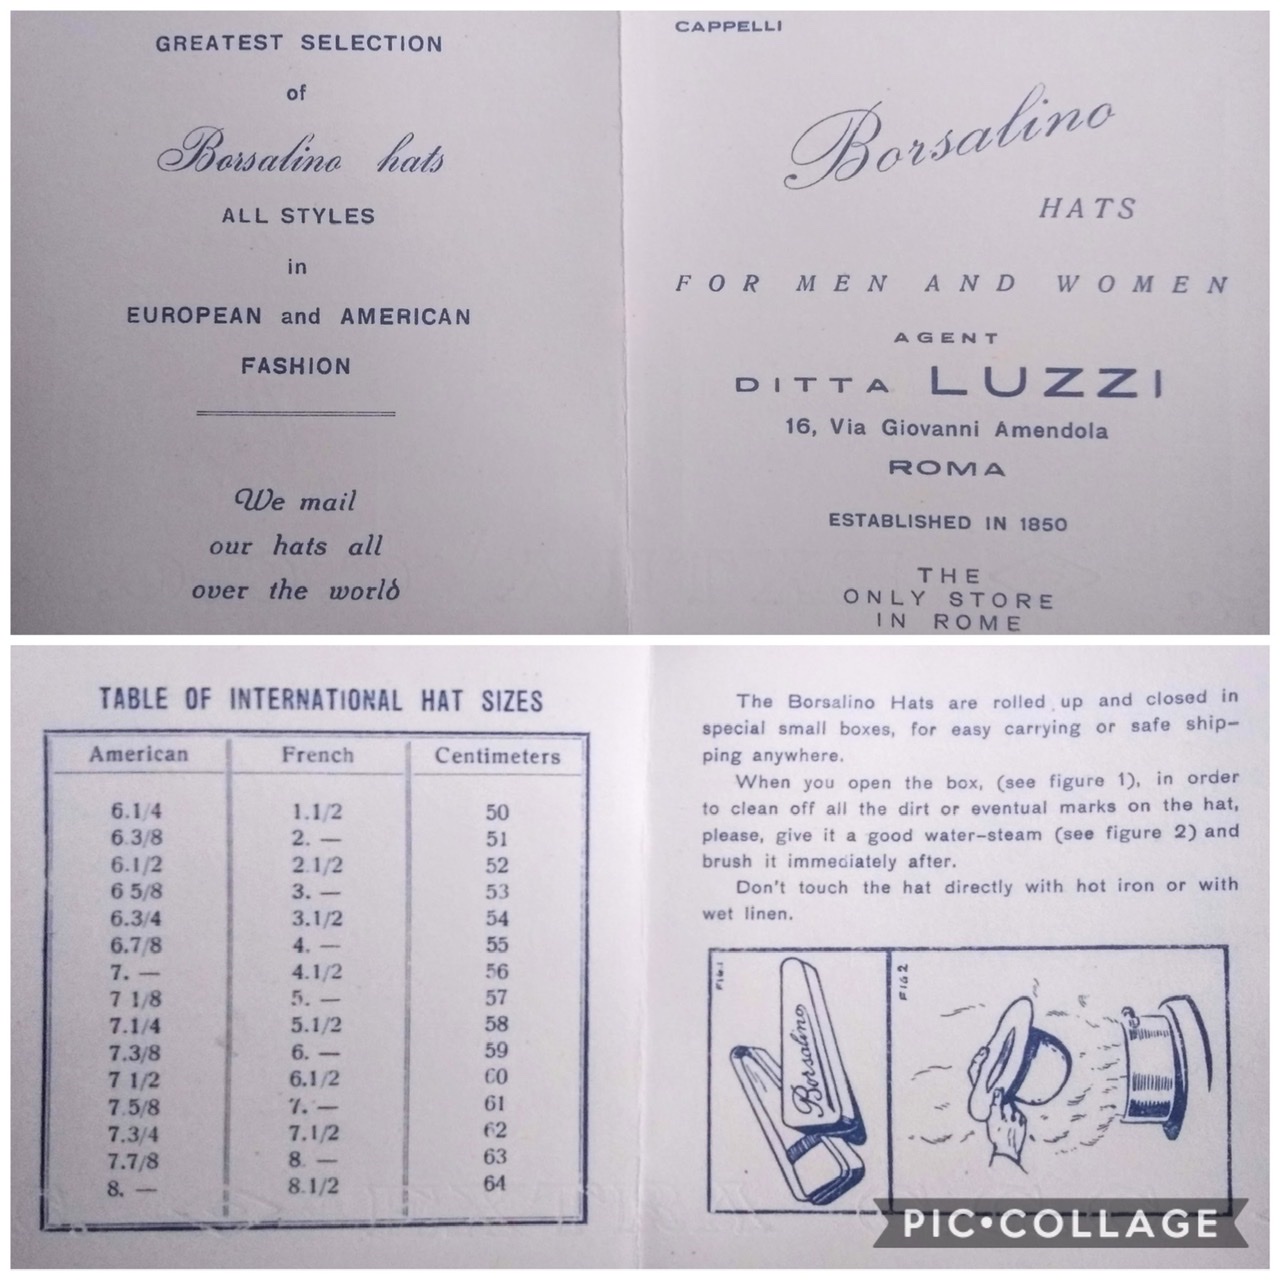 GREATEST SELECTION
of
Borsalino hats
ALL STYLES
in
EUROPEAN and AMERICAN
FASHION
We mail
our hats all
over the world
CAPPELLI
Borsalino
HATS
FOR MEN AND WOMEN
AGENT
DITTA LUZZI
16, Via Giovanni Amendola
ROMA
ESTABLISHED IN 1850
THE
ONLY STORE
IN ROME
TABLE OF INTERNATIONAL HAT SIZES
American French Centimeters
6.1/4 1.1/2 50
6 3/8 2. — 51
6.1/2 2.1/2 52
6 5/8 3. — 53
6.3/4 3.1/2 54
6.7/8 4. — 55
7. — 4.1/2 56
7 1/8 5. — 57
7.1/4 5.1/2 58
7.3/8 6. — 59
7 1/2 6.1/2 60
7.5/8 7. — 61
7.3/4 7.1/2 62
7.7/8 8. — 63
8. — 8.1/2 64
The Borsalino Hats are rolled up and closed in
special small boxes, for easy carrying or safe ship-
ping anywhere.
When you open the box, (see figure 1), in order
to clean off all the dirt or eventual marks on the hat,
please, give it a good water-steam (see figure 2) and
brush it immediately after.
Don't touch the hat directly with hot iron or with
wet linen.
FIG.1
Borsalino
FIG 2
PIC•COLLAGE